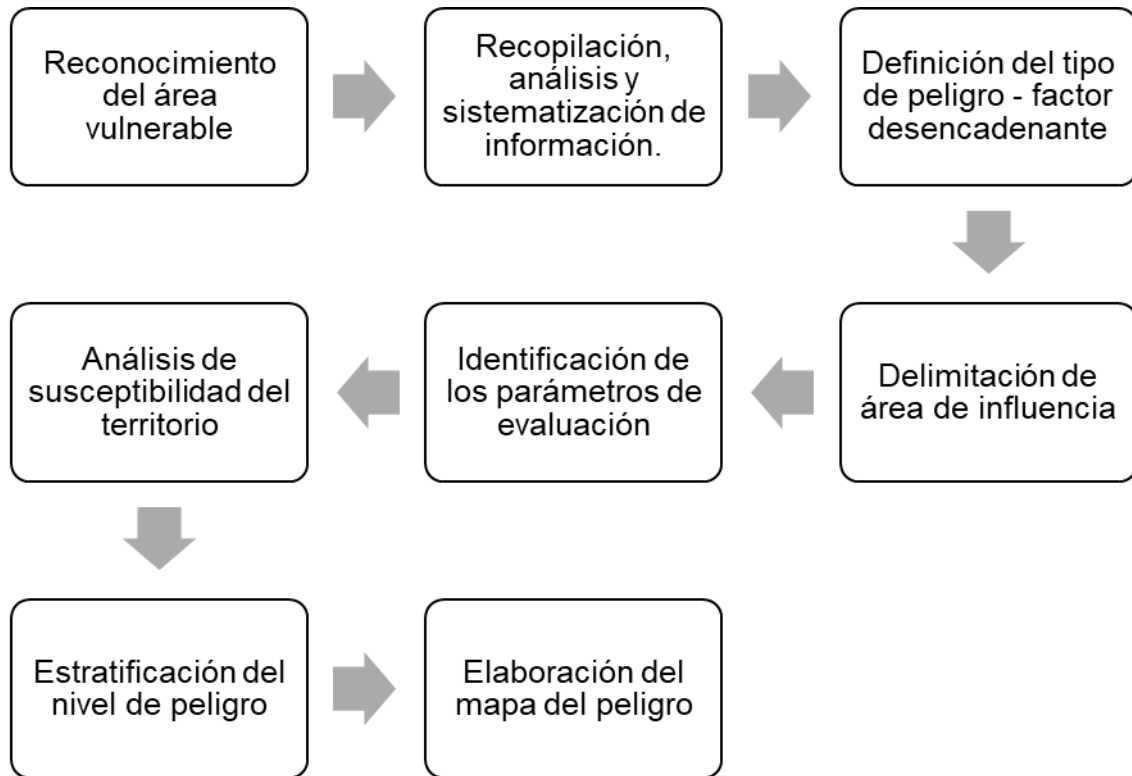 Reconocimiento
del área
vulnerable
Recopilación,
análisis y
sistematización de
información.
Definición del tipo
de peligro - factor
desencadenante
Delimitación de
área de influencia
Identificación de
los parámetros de
evaluación
Análisis de
susceptibilidad del
territorio
Estratificación del
nivel de peligro
Elaboración del
mapa del peligro